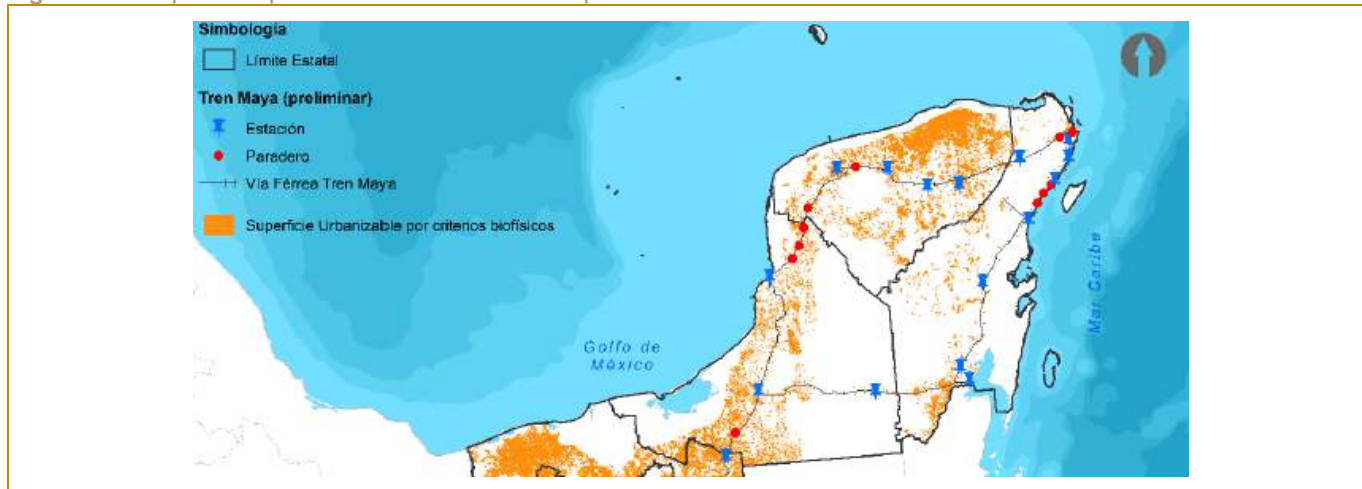 Simbología
Límite Estatal
Tren Maya (preliminar)
Estación
Paradero
Vía Férrea Tren Maya
Superficie Urbanizable por criterios biofísicos
Golfo de
México
Mar Caribe